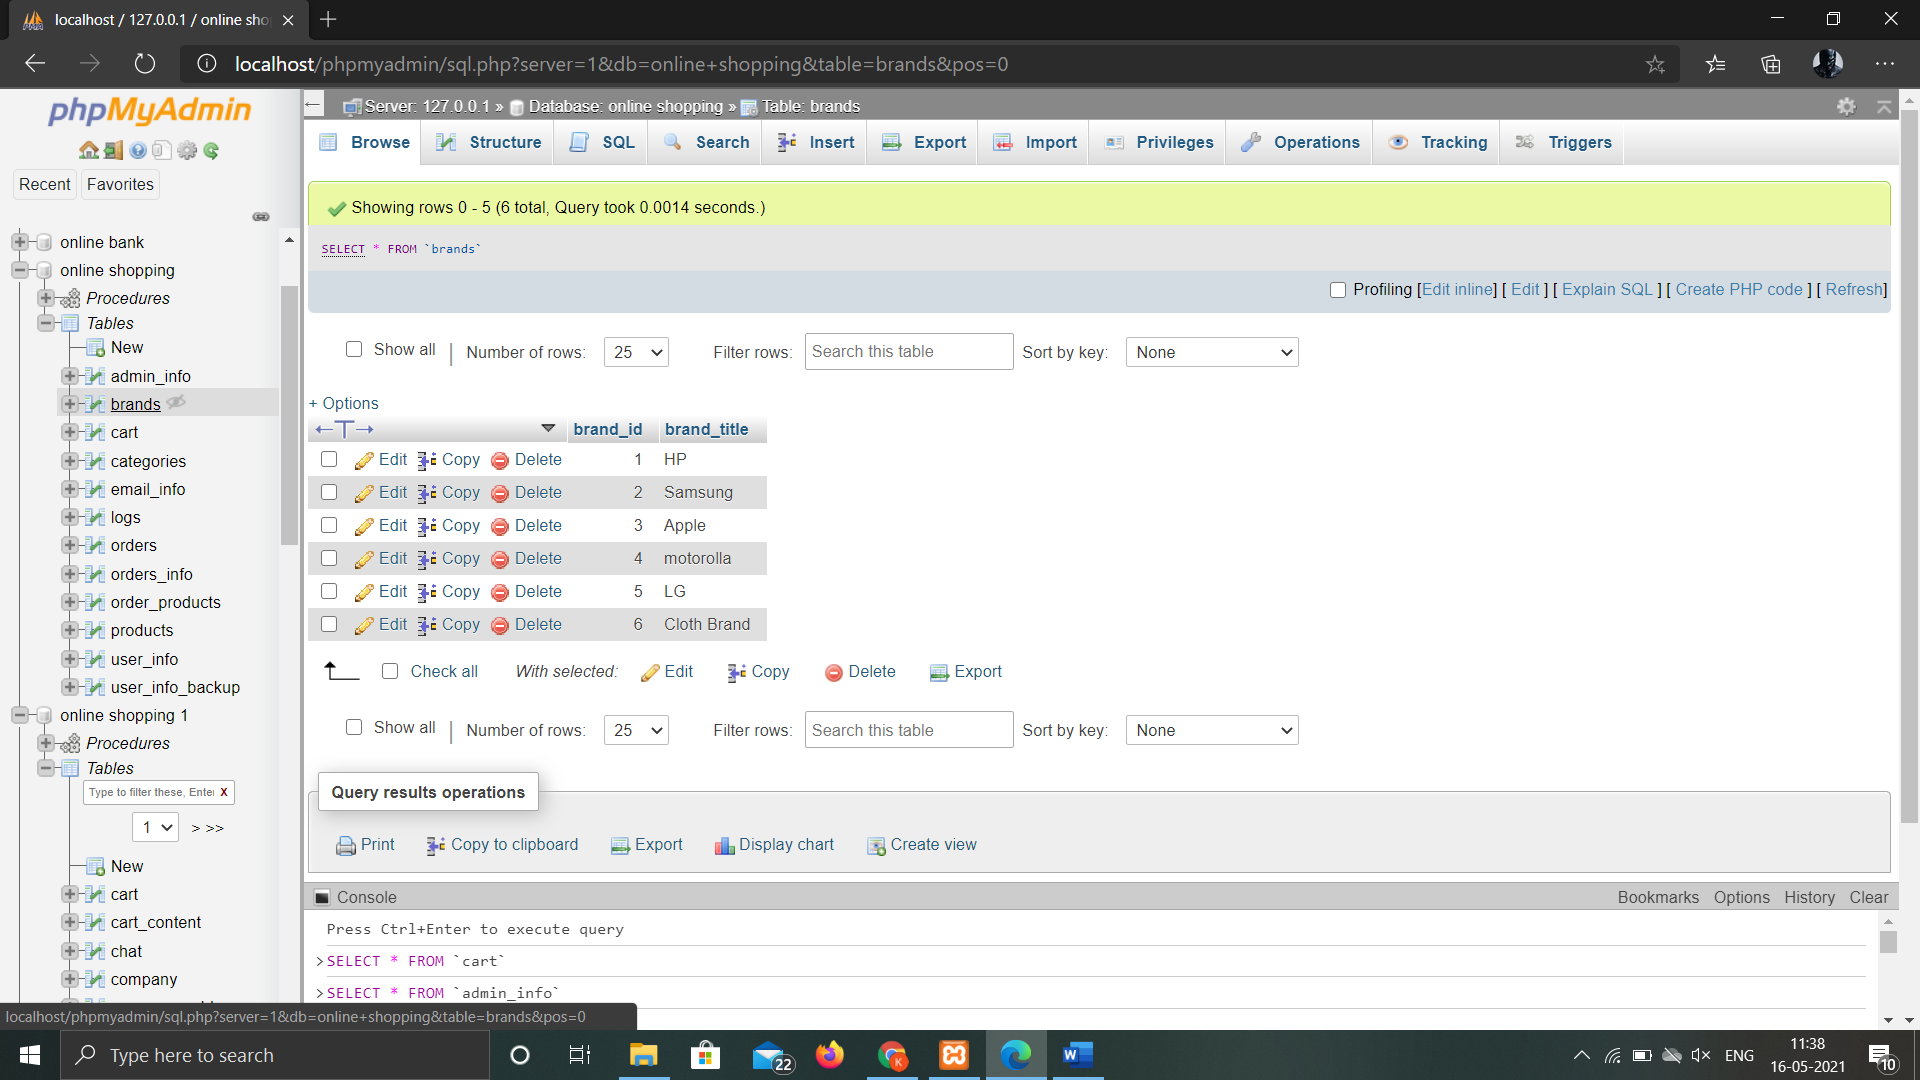 localhost / 127.0.0.1 / online sho
localhost/phpmyadmin/sql.php?server=1&db=online+shopping&table=brands&pos=0
phpMyAdmin
Recent Favorites
online bank
online shopping
Procedures
Tables
New
admin_info
brands
cart
categories
email_info
logs
orders
orders_info
order_products
products
user_info
user_info_backup
online shopping 1
Procedures
Tables
Type to filter these, Enter X
1 > >>
New
cart
cart_content
chat
company
Server: 127.0.0.1 » Database: online shopping » Table: brands
Browse Structure SQL Search Insert Export Import Privileges Operations Tracking Triggers
Showing rows 0 - 5 (6 total, Query took 0.0014 seconds.)
SELECT * FROM `brands`
Profiling [Edit inline] [ Edit ] [ Explain SQL ] [ Create PHP code ] [ Refresh]
Show all | Number of rows: 25 Filter rows: Search this table Sort by key: None
+ Options
←T→ brand_id brand_title
Edit Copy Delete 1 HP
Edit Copy Delete 2 Samsung
Edit Copy Delete 3 Apple
Edit Copy Delete 4 motorolla
Edit Copy Delete 5 LG
Edit Copy Delete 6 Cloth Brand
Check all With selected: Edit Copy Delete Export
Show all | Number of rows: 25 Filter rows: Search this table Sort by key: None
Query results operations
Print Copy to clipboard Export Display chart Create view
Console Bookmarks Options History Clear
Press Ctrl+Enter to execute query
>SELECT * FROM `cart`
>SELECT * FROM `admin_info`
localhost/phpmyadmin/sql.php?server=1&db=online+shopping&table=brands&pos=0
Type here to search
22
K
ENG
11:38
16-05-2021
10